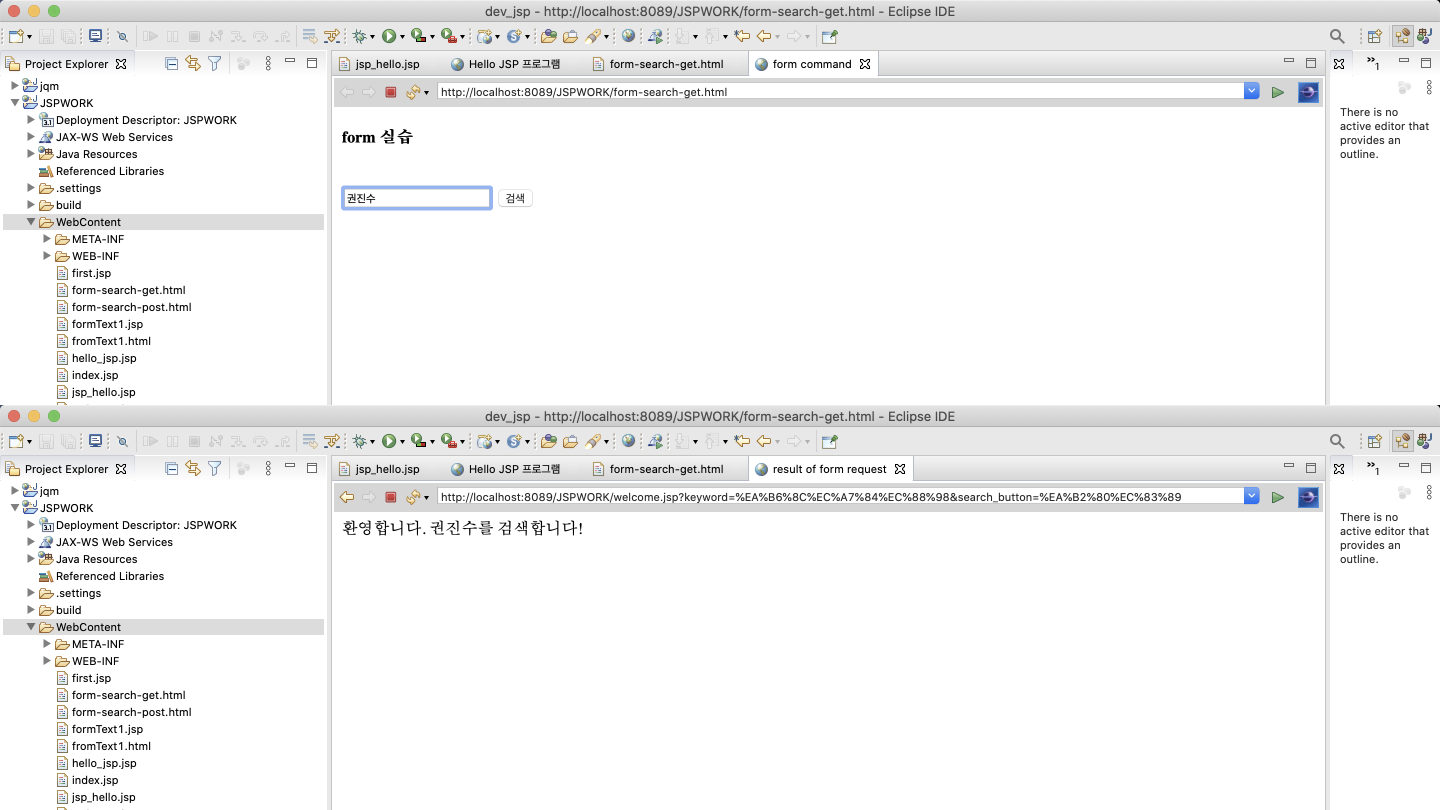 dev_jsp - http://localhost:8089/JSPWORK/form-search-get.html - Eclipse IDE
Project Explorer
jsp_hello.jsp
Hello JSP 프로그램
form-search-get.html
form command
1
jqm
JSPWORK
Deployment Descriptor: JSPWORK
JAX-WS Web Services
Java Resources
Referenced Libraries
.settings
build
WebContent
META-INF
WEB-INF
first.jsp
form-search-get.html
form-search-post.html
formText1.jsp
fromText1.html
hello_jsp.jsp
index.jsp
jsp_hello.jsp
http://localhost:8089/JSPWORK/form-search-get.html
form 실습
권진수
검색
There is no
active editor that
provides an
outline.
dev_jsp - http://localhost:8089/JSPWORK/form-search-get.html - Eclipse IDE
Project Explorer
jsp_hello.jsp
Hello JSP 프로그램
form-search-get.html
result of form request
1
jqm
JSPWORK
Deployment Descriptor: JSPWORK
JAX-WS Web Services
Java Resources
Referenced Libraries
.settings
build
WebContent
META-INF
WEB-INF
first.jsp
form-search-get.html
form-search-post.html
formText1.jsp
fromText1.html
hello_jsp.jsp
index.jsp
jsp_hello.jsp
http://localhost:8089/JSPWORK/welcome.jsp?keyword=%EA%B6%8C%EC%A7%84%EC%88%98&search_button=%EA%B2%80%EC%83%89
환영합니다. 권진수를 검색합니다!
There is no
active editor that
provides an
outline.